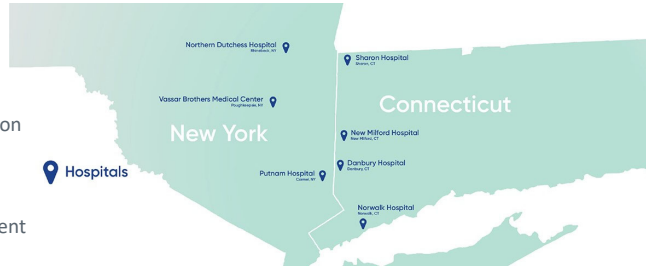 Northern Dutchess Hospital
Rhinebeck, NY
Sharon Hospital
Sharon, CT
Vassar Brothers Medical Center
Poughkeepsie, NY
Connecticut
on
New York
New Milford Hospital
New Milford, CT
Hospitals
Putnam Hospital
Carmel, NY
Danbury Hospital
Danbury, CT
Norwalk Hospital
Norwalk, CT
ent